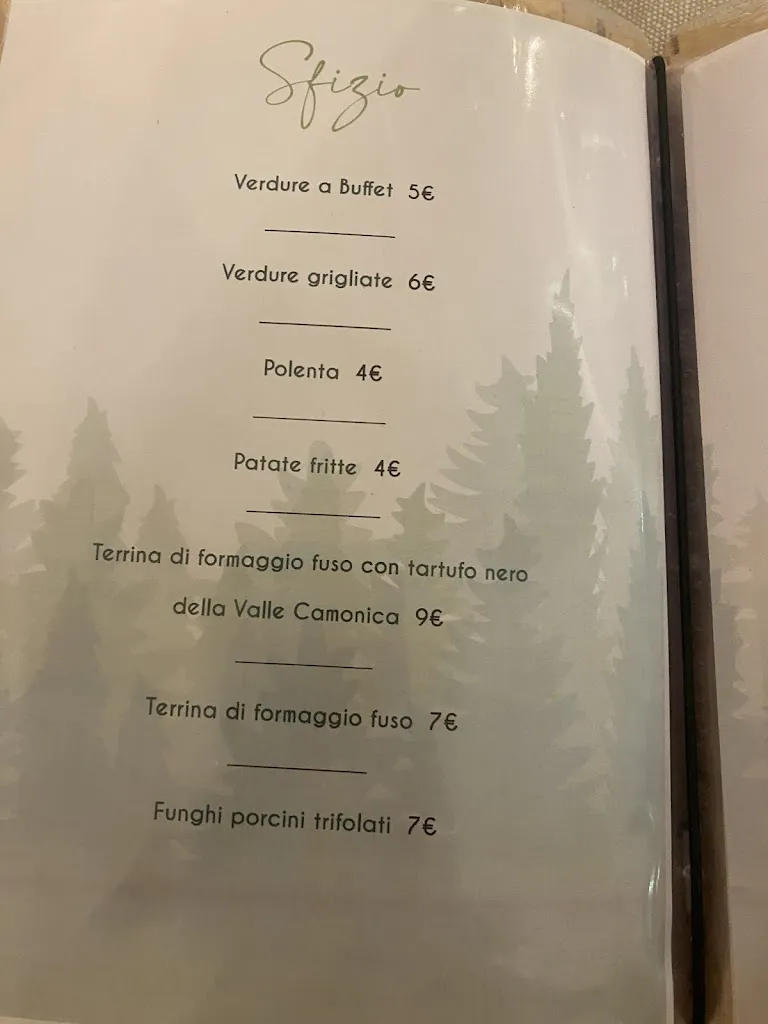 Sfizio
Verdure a Buffet 5€
Verdure grigliate 6€
Polenta 4€
Patate fritte 4€
Terrina di formaggio fuso con tartufo nero
della Valle Camonica 9€
Terrina di formaggio fuso 7€
Funghi porcini trifolati 7€